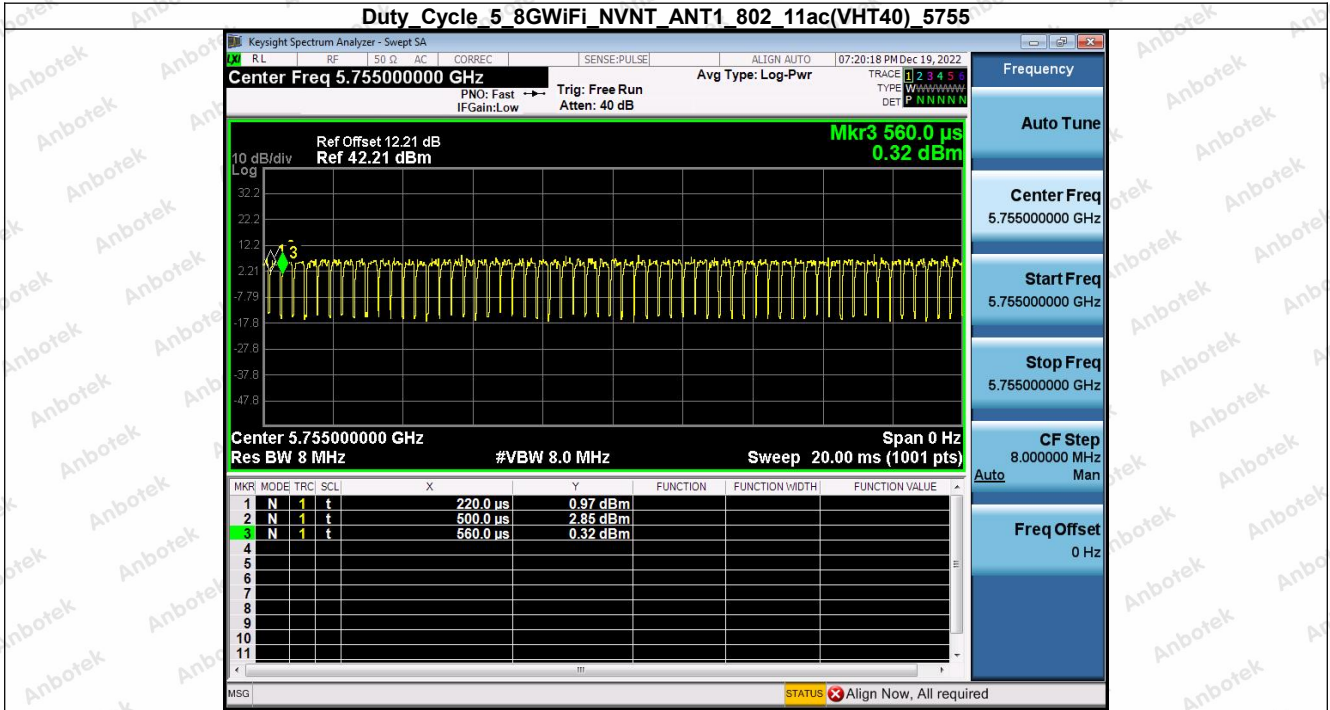 Duty_Cycle_5_8GWiFi_NVNT_ANT1_802_11ac(VHT40)_5755
Keysight Spectrum Analyzer - Swept SA
LXI RL RF 50 Ω AC CORREC SENSE:PULSE ALIGN AUTO 07:20:18 PM Dec 19, 2022
Center Freq 5.755000000 GHz
PNO: Fast
IFGain:Low
Trig: Free Run
Atten: 40 dB
Avg Type: Log-Pwr
TRACE 1 2 3 4 5 6
TYPE WWWWWW
DET P N N N N N
Ref Offset 12.21 dB
Ref 42.21 dBm
10 dB/div
Log
Mkr3 560.0 µs
0.32 dBm
32.2
22.2
12.2
2.21
-7.79
-17.8
-27.8
-37.8
-47.8
3
Center 5.755000000 GHz
Span 0 Hz
Res BW 8 MHz
#VBW 8.0 MHz
Sweep 20.00 ms (1001 pts)
MKR MODE TRC SCL X Y FUNCTION FUNCTION WIDTH FUNCTION VALUE
1 N 1 t 220.0 µs 0.97 dBm
2 N 1 t 500.0 µs 2.85 dBm
3 N 1 t 560.0 µs 0.32 dBm
4
5
6
7
8
9
10
11
MSG
STATUS Align Now, All required
Frequency
Auto Tune
Center Freq
5.755000000 GHz
Start Freq
5.755000000 GHz
Stop Freq
5.755000000 GHz
CF Step
8.000000 MHz
Auto Man
Freq Offset
0 Hz
Anbotek